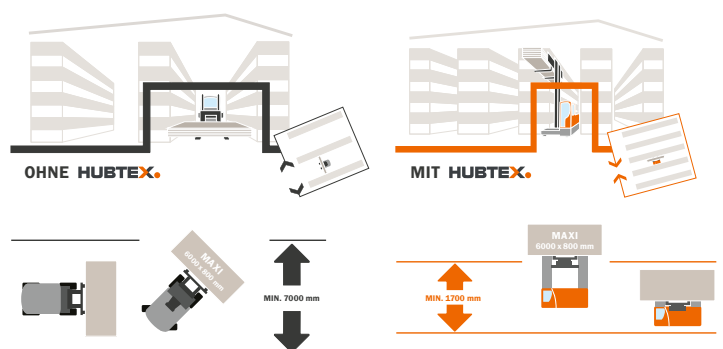 OHNE HUBTEX
MIT HUBTEX
MAXI
6000 x 800 mm
MIN. 7000 mm
MAXI
6000 x 800 mm
MIN. 1700 mm